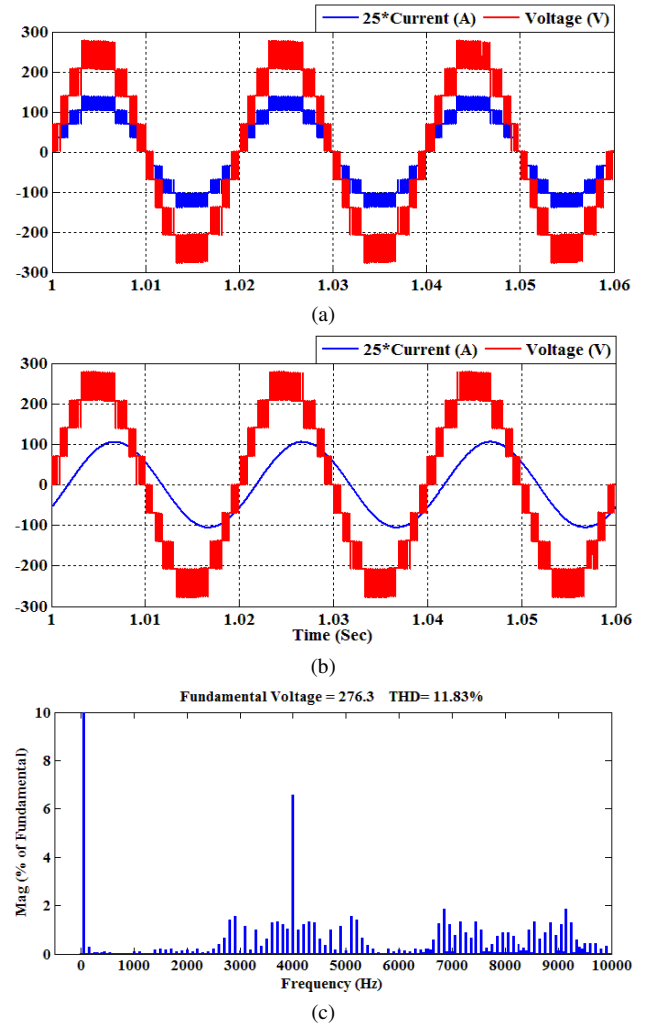 25*Current (A) Voltage (V)
300
200
100
0
-100
-200
-300
1 1.01 1.02 1.03 1.04 1.05 1.06
(a)
25*Current (A) Voltage (V)
300
200
100
0
-100
-200
-300
1 1.01 1.02 1.03 1.04 1.05 1.06
Time (Sec)
(b)
Fundamental Voltage = 276.3 THD= 11.83%
Mag (% of Fundamental)
10
8
6
4
2
0
0 1000 2000 3000 4000 5000 6000 7000 8000 9000 10000
Frequency (Hz)
(c)